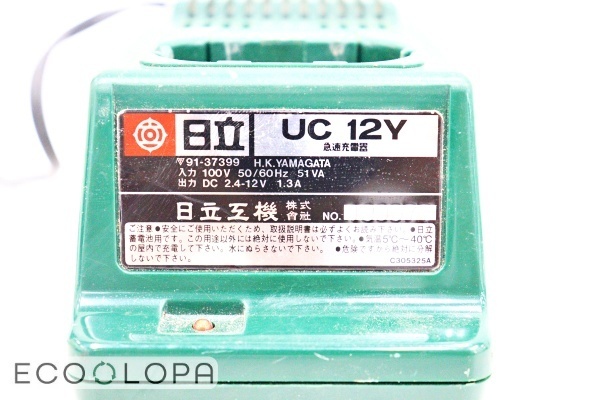 日立
UC 12Y
急速充電器
〒91-37399 H.K.YAMAGATA
入力 100V 50/60Hz 51VA
出力 DC 2.4-12V 1.3A
日立工機 株式会社 NO.
ご注意 ●安全にご使用いただくため、取扱説明書は必ずよくお読み下さい。●日立
蓄電池用です。この用途以外には絶対に使用しないで下さい。●気温5℃〜40℃
の屋内で充電して下さい。水にぬらさないで下さい。 ●危険ですから絶対に分解
しないで下さい。
C305325A
ECOOLOPA